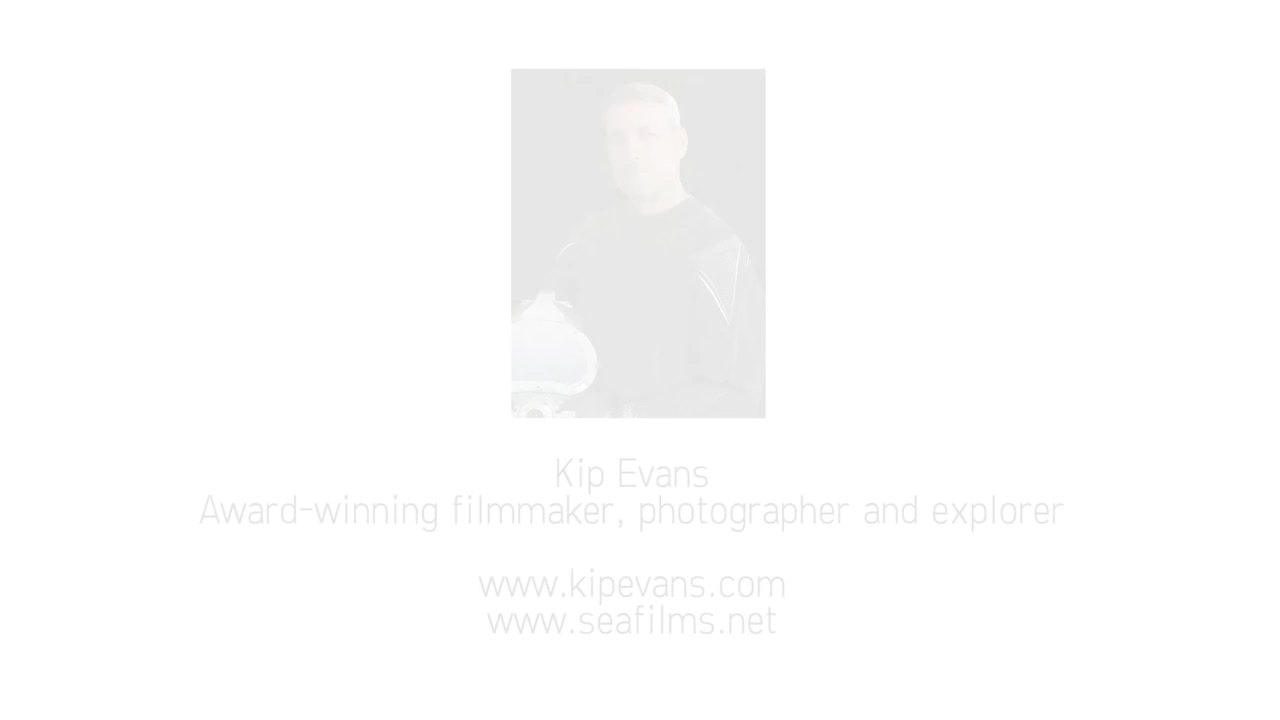 Kip Evans
Award-winning filmmaker, photographer and explorer
www.kipevans.com
www.seafilms.net